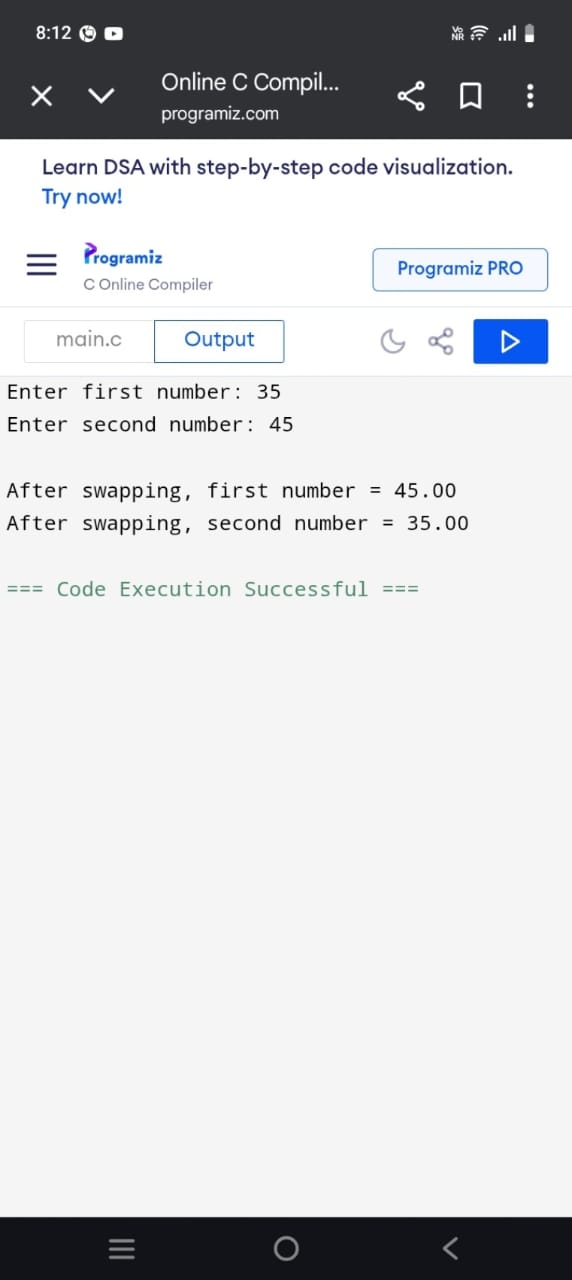 8:12
Vo
NR
Online C Compil...
programiz.com
Learn DSA with step-by-step code visualization.
Try now!
Programiz
C Online Compiler
Programiz PRO
main.c
Output
Enter first number: 35
Enter second number: 45
After swapping, first number = 45.00
After swapping, second number = 35.00
=== Code Execution Successful ===